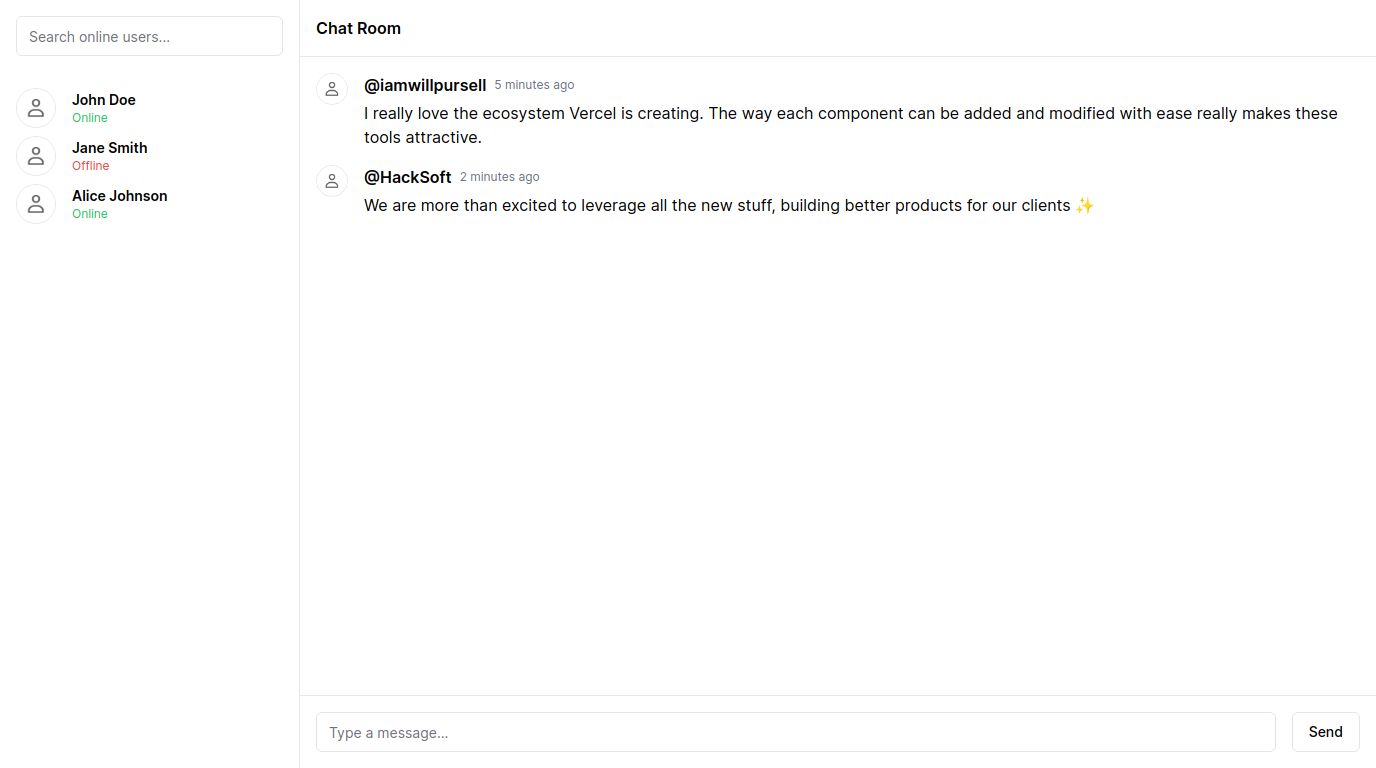 Search online users...
John Doe
Online
Jane Smith
Offline
Alice Johnson
Online
Chat Room
@iamwillpursell 5 minutes ago
I really love the ecosystem Vercel is creating. The way each component can be added and modified with ease really makes these
tools attractive.
@HackSoft 2 minutes ago
We are more than excited to leverage all the new stuff, building better products for our clients ✨
Type a message...
Send